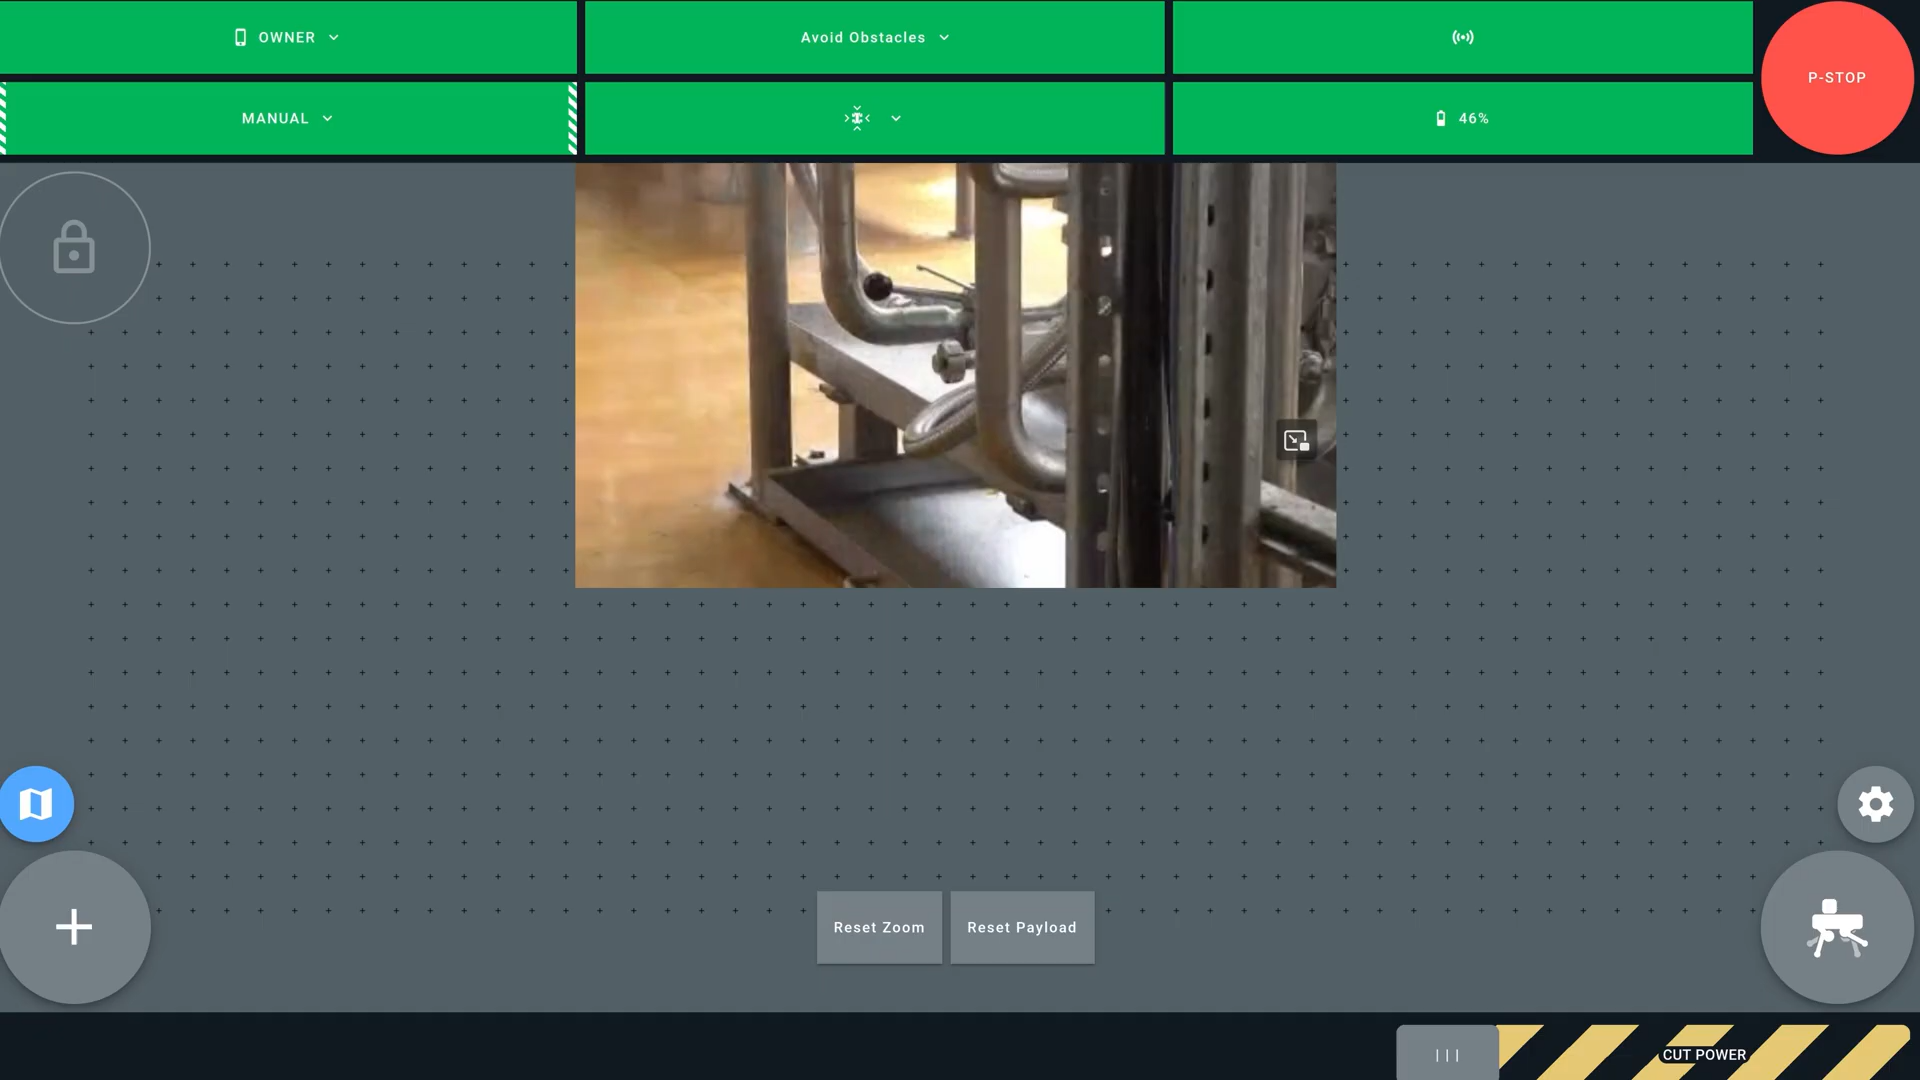 OWNER
Avoid Obstacles
P-STOP
MANUAL
46%
Reset Zoom
Reset Payload
CUT POWER